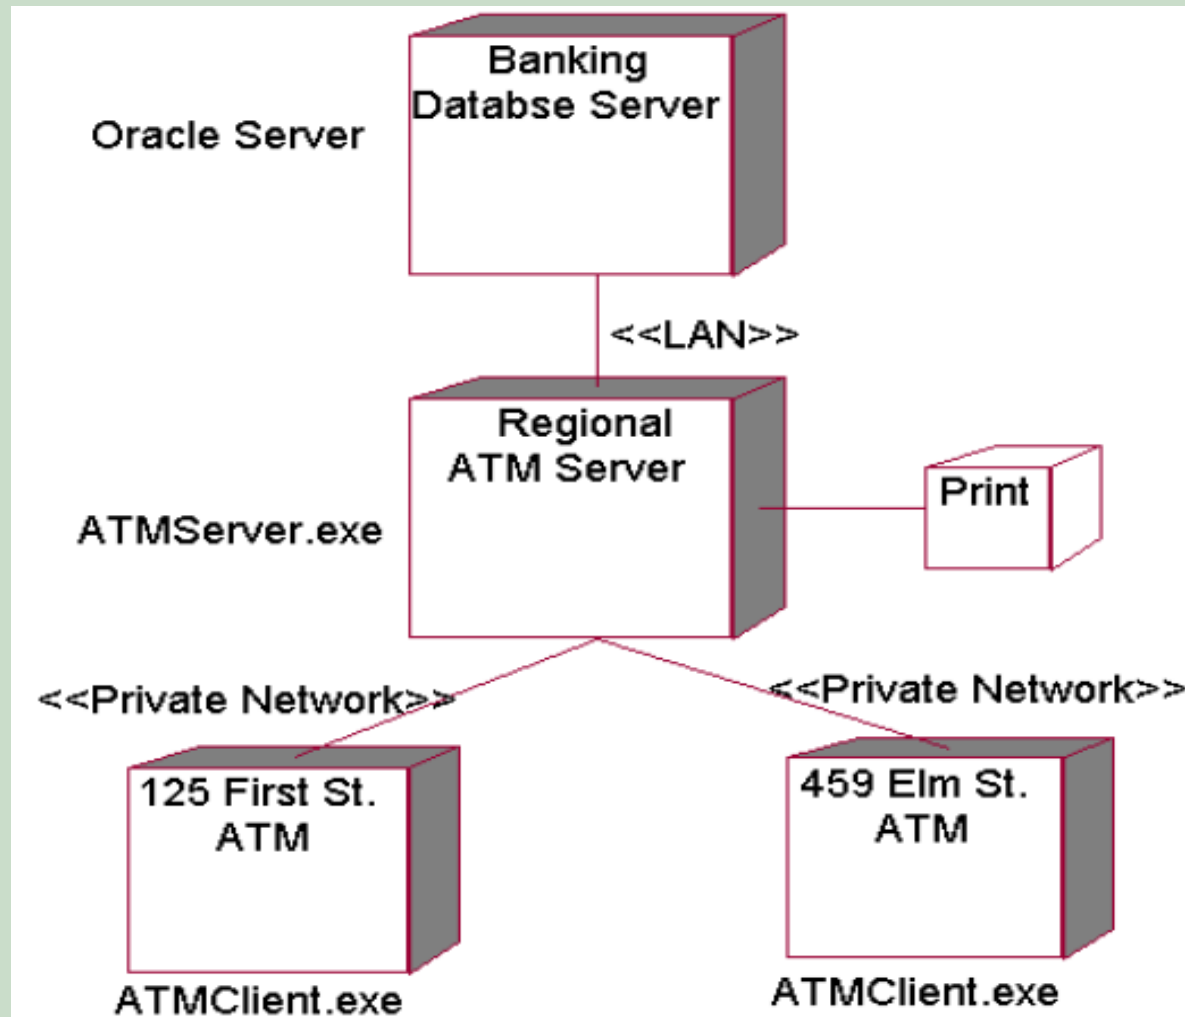 Banking
Databse Server
Oracle Server
<<LAN>>
Regional
ATM Server
Print
ATMServer.exe
<<Private Network>>
<<Private Network>>
125 First St.
ATM
459 Elm St.
ATM
ATMClient.exe
ATMClient.exe